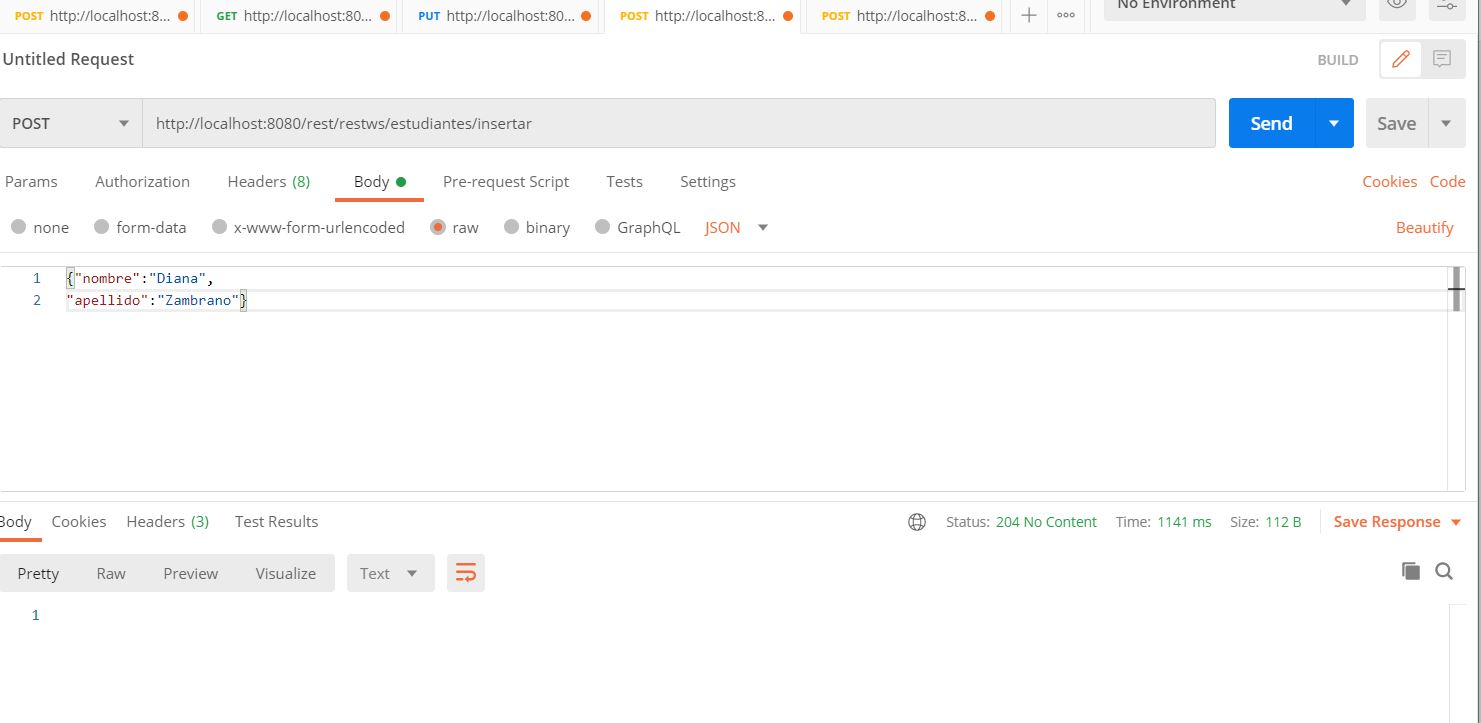 POST http://localhost:8... GET http://localhost:80... PUT http://localhost:80... POST http://localhost:8... POST http://localhost:8... No Environment
Untitled Request BUILD
POST http://localhost:8080/rest/restws/estudiantes/insertar Send Save
Params Authorization Headers (8) Body Pre-request Script Tests Settings Cookies Code
none form-data x-www-form-urlencoded raw binary GraphQL JSON Beautify
1 {"nombre":"Diana",
2 "apellido":"Zambrano"}
Body Cookies Headers (3) Test Results Status: 204 No Content Time: 1141 ms Size: 112 B Save Response
Pretty Raw Preview Visualize Text
1